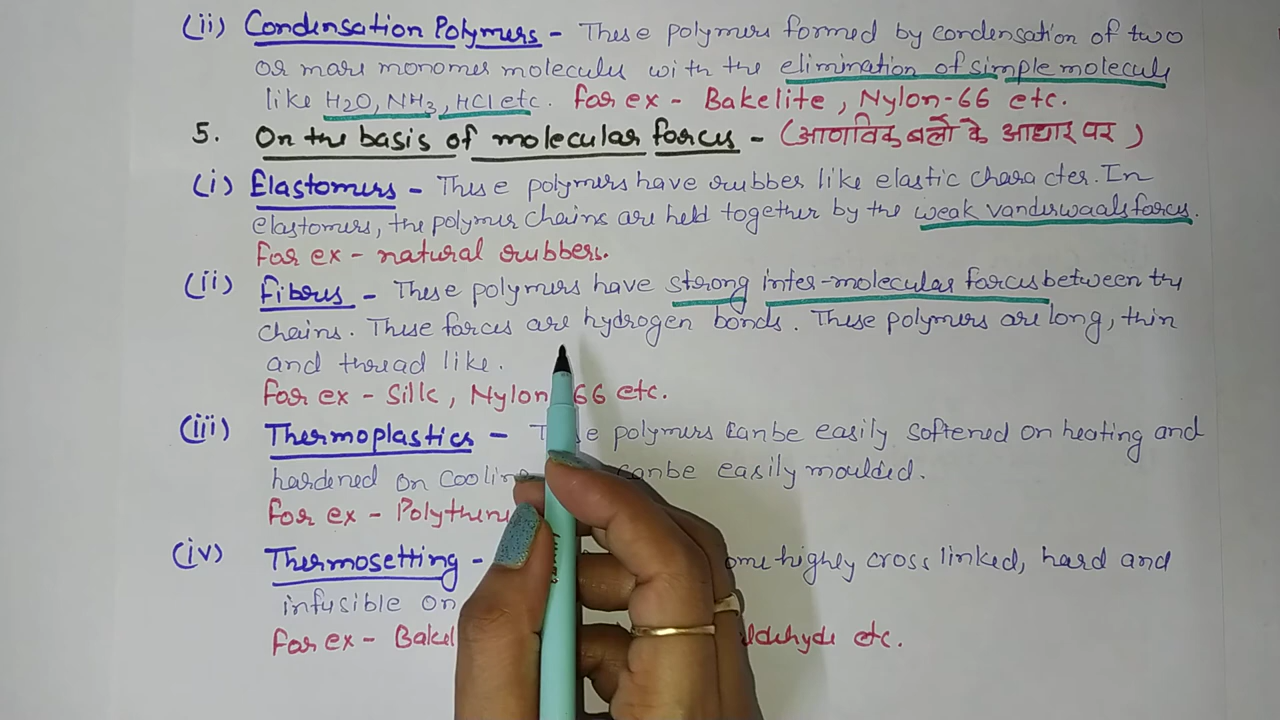 (ii) Condensation Polymers - These polymers formed by condensation of two
or more monomer molecules with the elimination of simple molecule
like H2O, NH3, HCl etc. For ex - Bakelite, Nylon-66 etc.
5. On the basis of molecular forces - (आणविक बलों के आधार पर)
(i) Elastomers - These polymers have rubber like elastic character. In
elastomers, the polymer chains are held together by the weak vanderwaals forces.
For ex - natural rubbers.
(ii) Fibres - These polymers have strong inter-molecular forces between the
chains. These forces are hydrogen bonds. These polymers are long, thin
and thread like.
For ex - Silk, Nylon 66 etc.
(iii) Thermoplastics - polymers can be easily softened on heating and
hardened on cooling can be easily moulded.
For ex - Polythene
(iv) Thermosetting - highly cross linked, hard and
infusible on
For ex - etc.